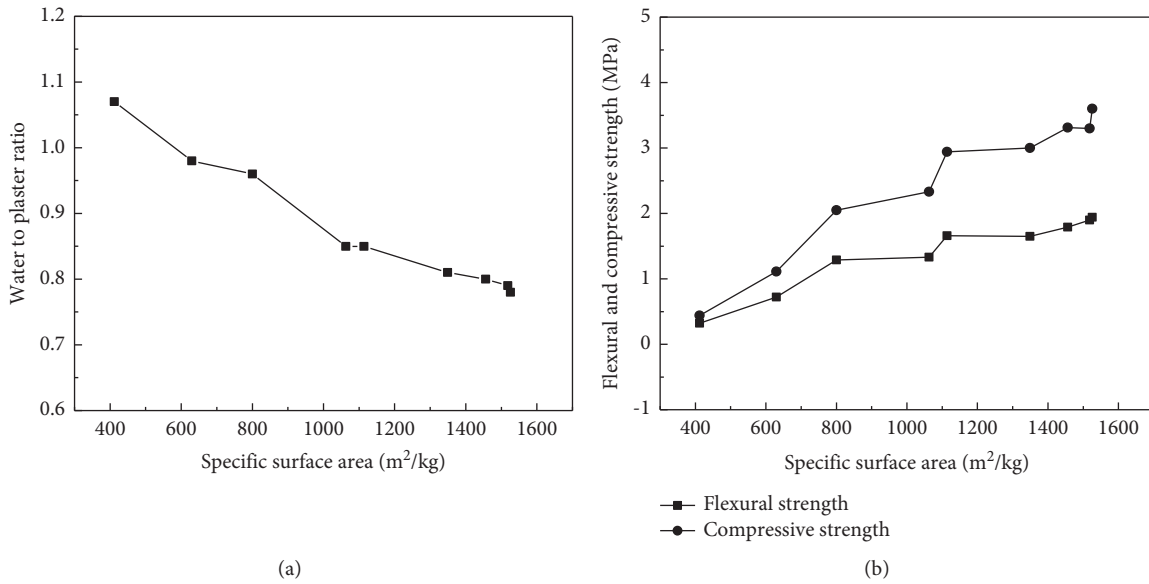 1.2
1.1
1.0
0.9
0.8
0.7
0.6
Water to plaster ratio
400 600 800 1000 1200 1400 1600
Specific surface area (m²/kg)
(a)
5
4
3
2
1
0
-1
Flexural and compressive strength (MPa)
400 600 800 1000 1200 1400 1600
Specific surface area (m²/kg)
Flexural strength
Compressive strength
(b)